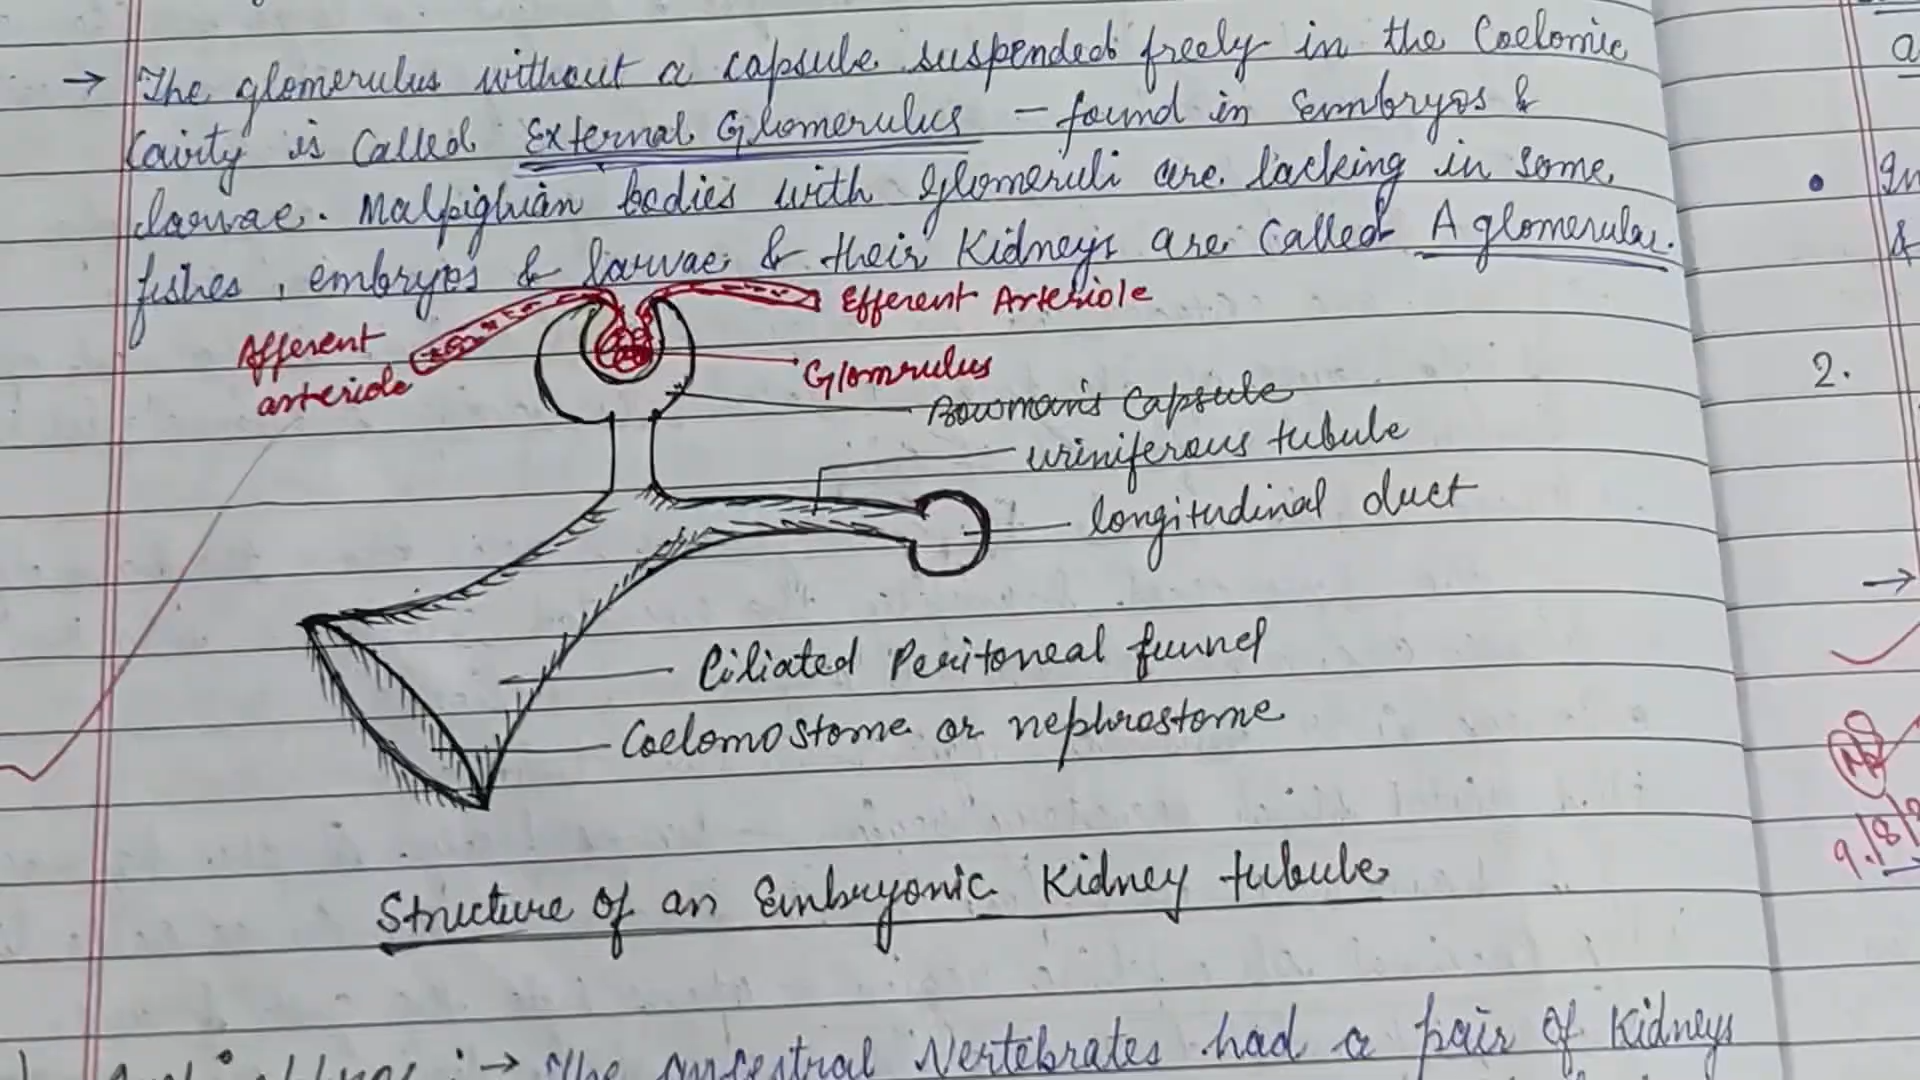 → The glomerulus without a capsule suspended freely in the Coelomic
Cavity is Called External Glomerulus — found in Embryos &
larvae. Malpighian bodies with glomeruli are lacking in some
fishes, embryos & larvae & their Kidneys are Called Aglomerular.
Efferent Arteriole
Afferent
arteriole
Glomrulus
Bowman's Capsule
uriniferous tubule
longitudinal duct
Ciliated Peritoneal funnel
Coelomostome or nephrostome
Structure of an Embryonic Kidney tubule
:→ The ancestral Vertebrates had a pair of Kidneys
2.
9/8/